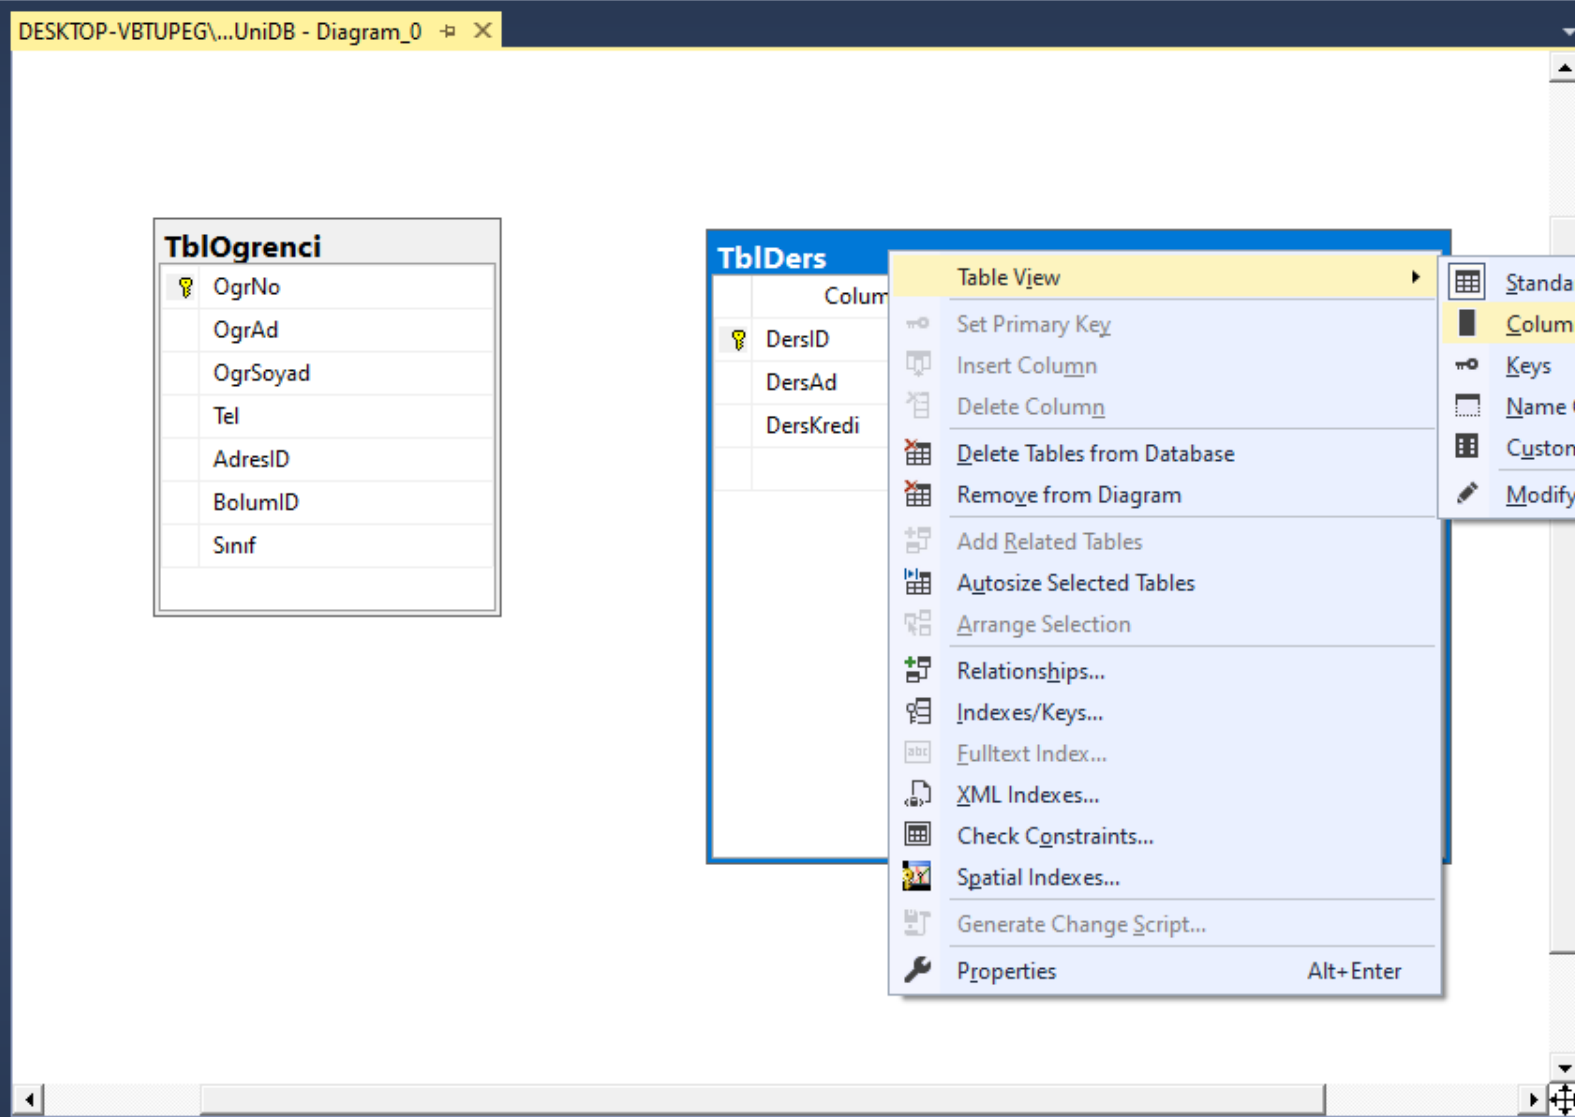 DESKTOP-VBTUPEG\...UniDB - Diagram_0
TblOgrenci
OgrNo
OgrAd
OgrSoyad
Tel
AdresID
BolumID
Sınıf
TblDers
Colum
DersID
DersAd
DersKredi
Table View
Set Primary Key
Insert Column
Delete Column
Delete Tables from Database
Remove from Diagram
Add Related Tables
Autosize Selected Tables
Arrange Selection
Relationships...
Indexes/Keys...
Fulltext Index...
XML Indexes...
Check Constraints...
Spatial Indexes...
Generate Change Script...
Properties Alt+Enter
Standa
Colum
Keys
Name
Custom
Modify